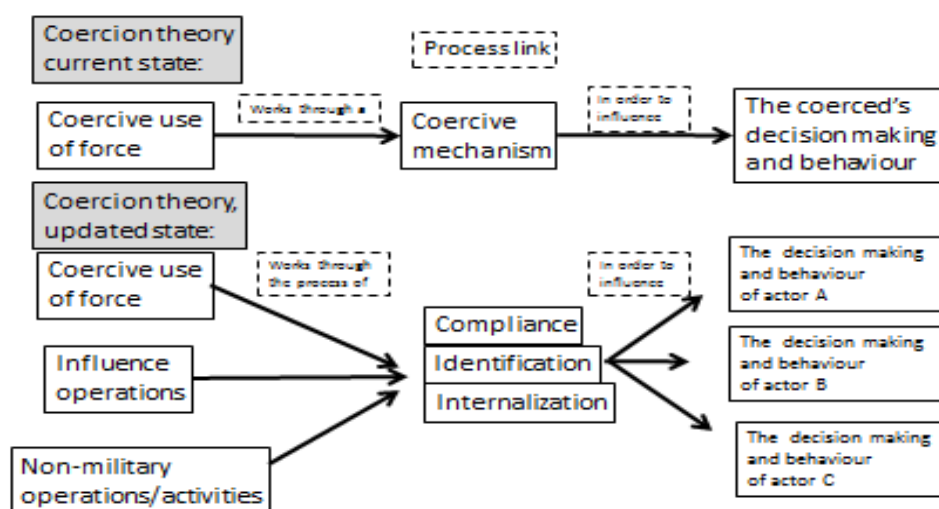 Coercion theory
current state:
Process link
Coercive use
of force
Works through a
Coercive
mechanism
In order to
influence
The coerced's
decision making
and behaviour
Coercion theory,
updated state:
Coercive use
of force
Works through
the process of
In order to
influence
Compliance
Identification
Internalization
Influence
operations
Non-military
operations/activities
The decision making
and behaviour
of actor A
The decision making
and behaviour
of actor B
The decision making
and behaviour
of actor C